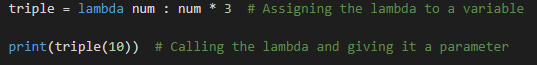 triple = lambda num : num * 3  # Assigning the lambda to a variable
print(triple(10))  # Calling the lambda and giving it a parameter